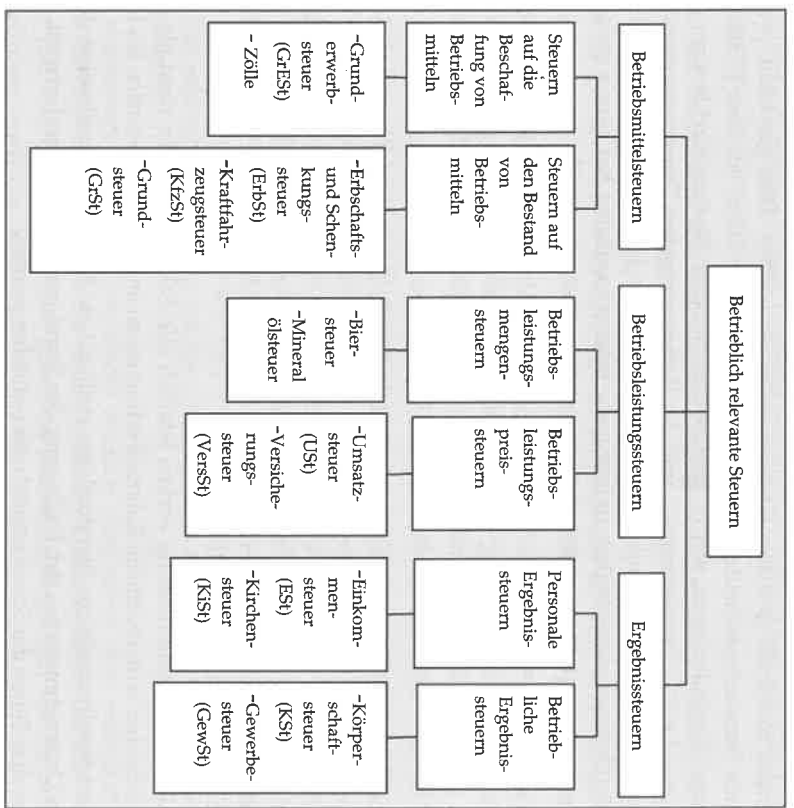 Betrieblich relevante Steuern
Betriebsmittelsteuern
Betriebsleistungssteuern
Ergebnissteuern
Steuern
auf die
Beschaf-
fung von
Betriebs-
mitteln
Steuern auf
den Bestand
von
Betriebs-
mitteln
Betriebs-
leistungs-
mengen-
steuern
Betriebs-
leistungs-
preis-
steuern
Personale
Ergebnis-
steuern
Betrieb-
liche
Ergebnis-
steuern
-Grund-
erwerb-
steuer
(GrESt)
- Zölle
-Erbschafts-
und Schen-
kungs-
steuer
(ErbSt)
-Kraftfahr-
zeugsteuer
(KfzSt)
-Grund-
steuer
(GrSt)
-Bier-
steuer
-Mineral
ölsteuer
-Umsatz-
steuer
(USt)
-Versiche-
rungs-
steuer
(VersSt)
-Einkom-
men-
steuer
(ESt)
-Kirchen-
steuer
(KiSt)
-Körper-
schaft-
steuer
(KSt)
-Gewerbe-
steuer
(GewSt)